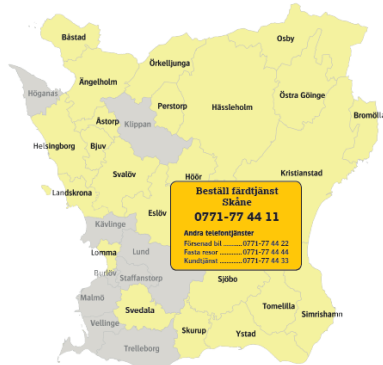 Båstad
Osby
Örkelljunga
Ängelholm
Höganäs
Perstorp
Hässleholm
Östra Göinge
Bromölla
Åstorp
Klippan
Helsingborg
Bjuv
Svalöv
Höör
Kristianstad
Landskrona
Eslöv
Kävlinge
Lomma
Lund
Burlöv
Staffanstorp
Malmö
Svedala
Vellinge
Trelleborg
Skurup
Sjöbo
Ystad
Tomelilla
Simrishamn
Beställ färdtjänst
Skåne
0771-77 44 11
Andra telefontjänster
Försenad bil ..........0771-77 44 22
Fasta resor ............0771-77 44 44
Kundtjänst ............0771-77 44 33